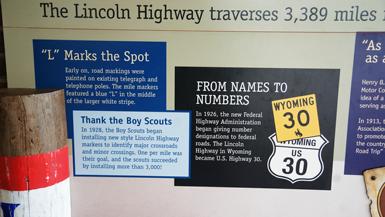 The Lincoln Highway traverses 3,389 miles
"L" Marks the Spot
Early on, road markings were
painted on existing telegraph and
telephone poles. The mile markers
featured a blue "L" in the middle
of the larger white stripe.
Thank the Boy Scouts
In 1928, the Boy Scouts began
installing new style Lincoln Highway
markers to identify major crossroads
and minor crossings. One per mile was
their goal, and the scouts succeeded
by installing more than 3,000!
FROM NAMES TO
NUMBERS
In 1926, the new Federal
Highway Administration
began giving number
designations to federal
roads. The Lincoln
Highway in Wyoming
became U.S. Highway 30.
WYOMING
30
WYOMING
US
30
"As
as a
Henry B.
Motor Co
idea of a
serving as
In 1913,
Association
to promote
the country
Road Trip"